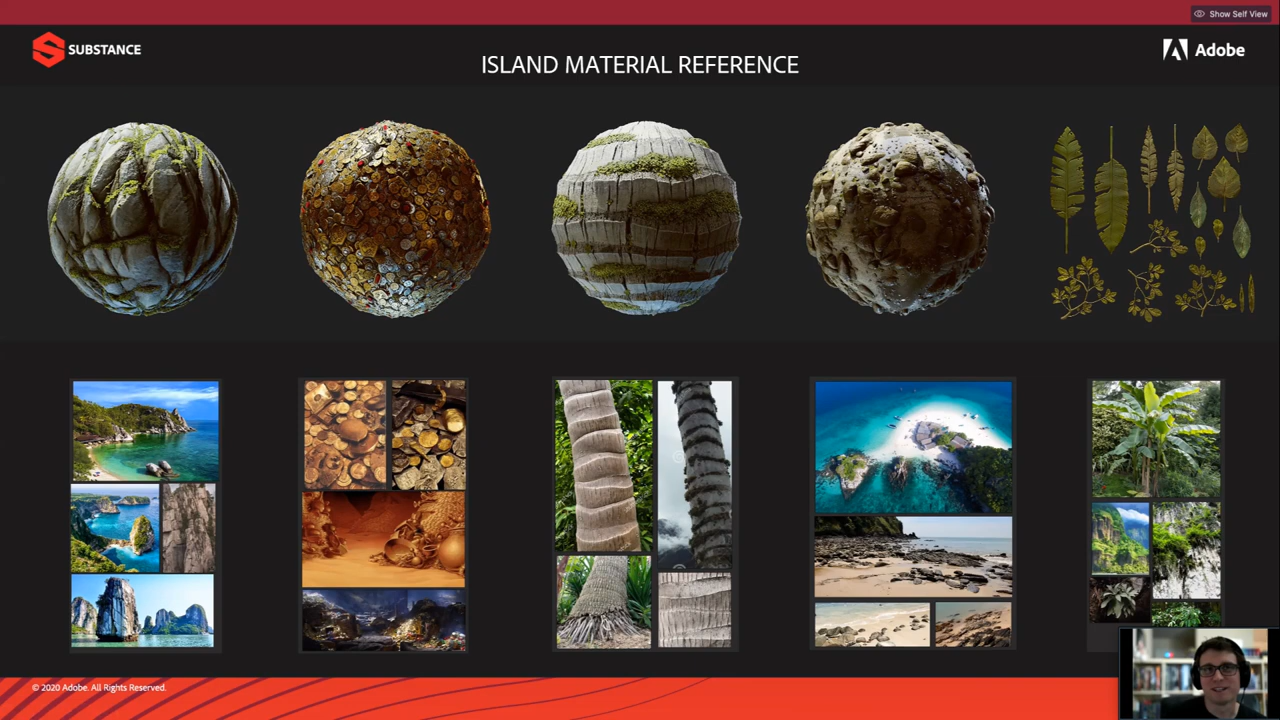 Show Self View
SUBSTANCE
Adobe
ISLAND MATERIAL REFERENCE
© 2020 Adobe. All Rights Reserved.